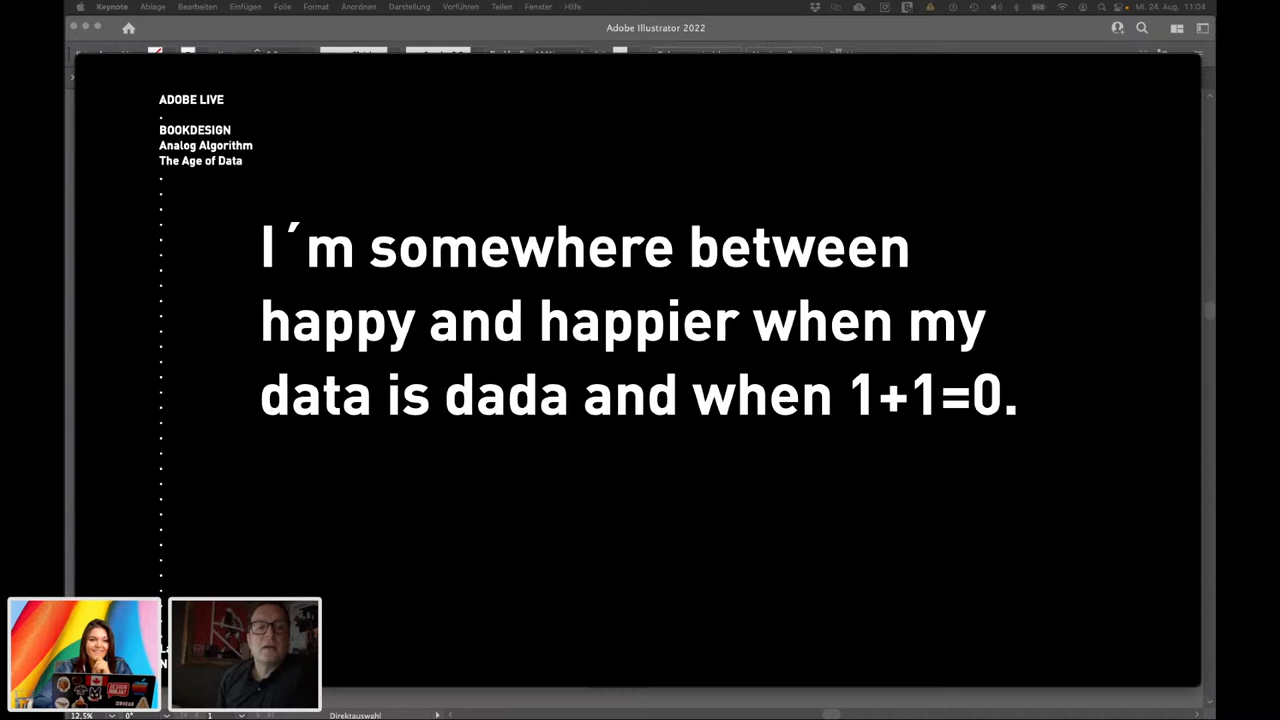 Keynote Ablage Bearbeiten Einfügen Folie Format Anordnen Darstellung Vorführen Teilen Fenster Hilfe
Mi. 24. Aug. 11:04
Adobe Illustrator 2022
ADOBE LIVE
BOOKDESIGN
Analog Algorithm
The Age of Data
I´m somewhere between
happy and happier when my
data is dada and when 1+1=0.
12,5% 0° 1 Direktauswahl